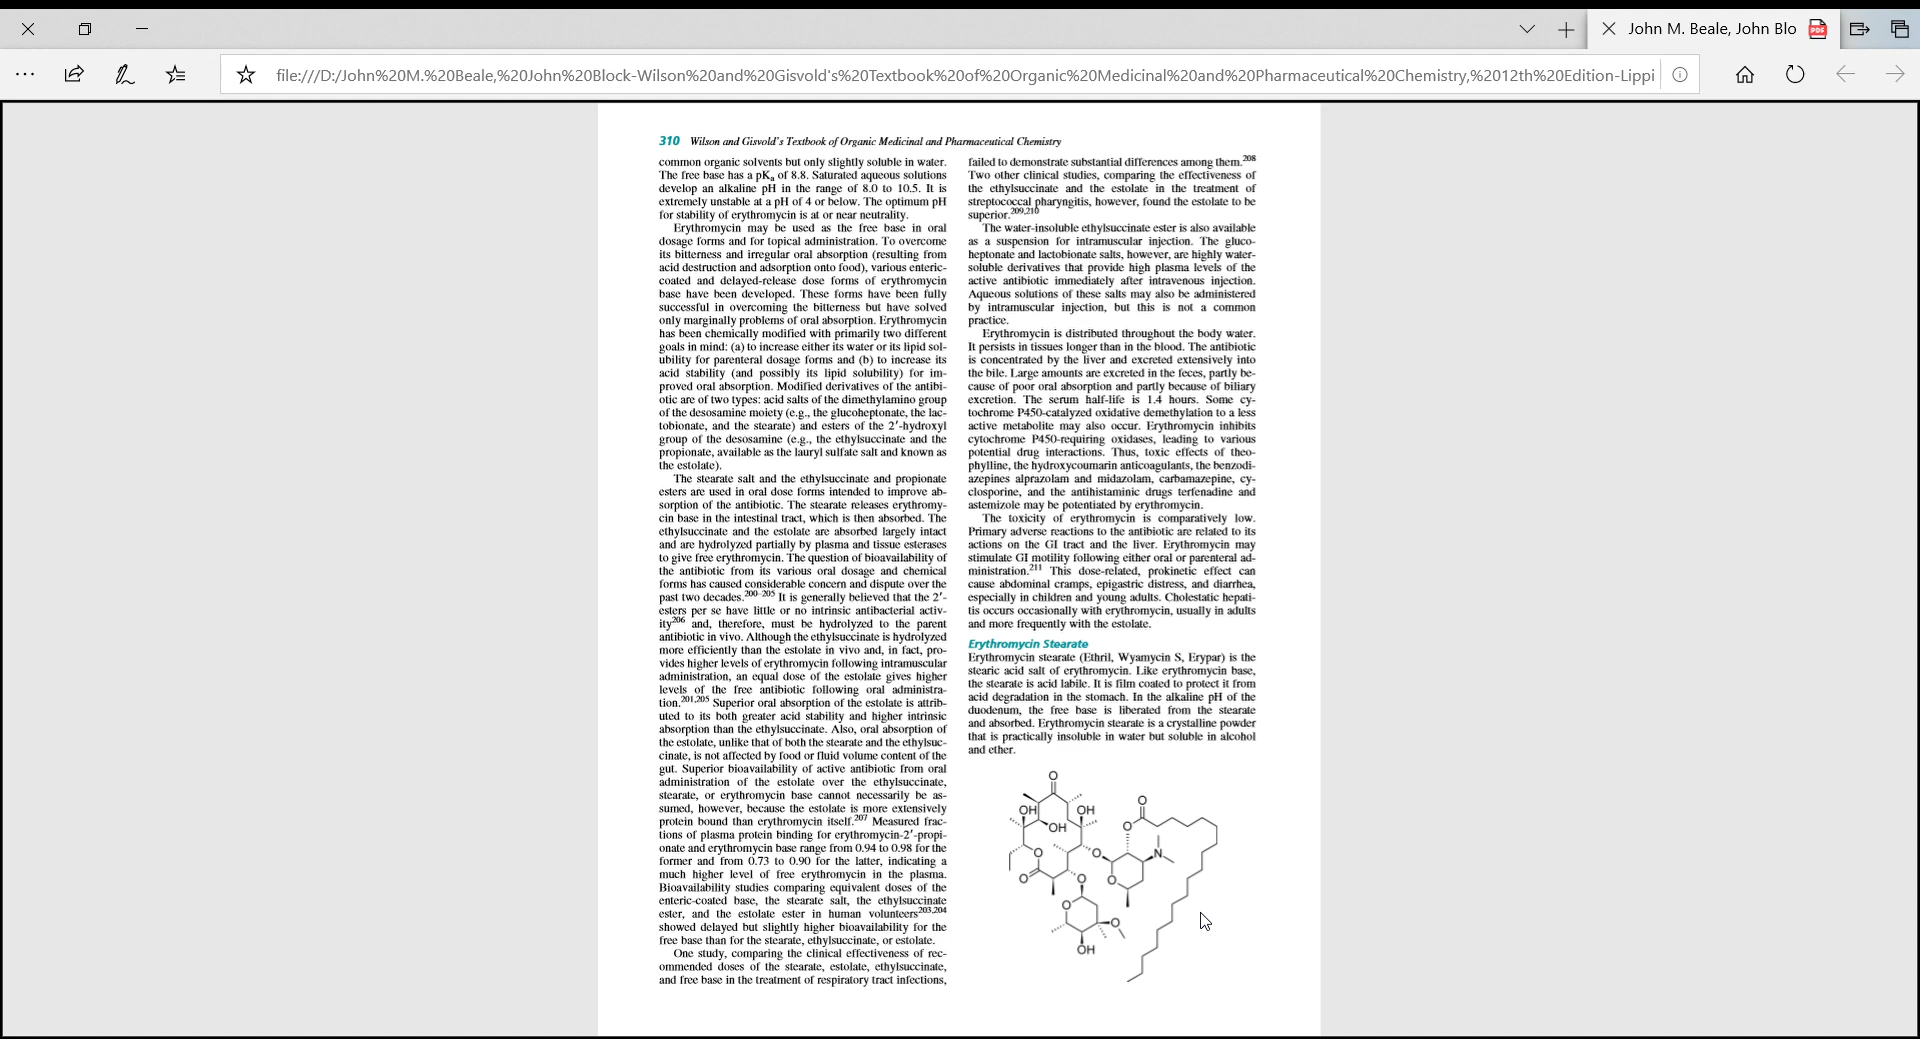 John M. Beale, John Blo
PDF
file:///D:/John%20M.%20Beale,%20John%20Block-Wilson%20and%20Gisvold's%20Textbook%20of%20Organic%20Medicinal%20and%20Pharmaceutical%20Chemistry,%2012th%20Edition-Lippi
310 Wilson and Gisvold's Textbook of Organic Medicinal and Pharmaceutical Chemistry
common organic solvents but only slightly soluble in water.
The free base has a pKa of 8.8. Saturated aqueous solutions
develop an alkaline pH in the range of 8.0 to 10.5. It is
extremely unstable at a pH of 4 or below. The optimum pH
for stability of erythromycin is at or near neutrality.
Erythromycin may be used as the free base in oral
dosage forms and for topical administration. To overcome
its bitterness and irregular oral absorption (resulting from
acid destruction and adsorption onto food), various enteric-
coated and delayed-release dose forms of erythromycin
base have been developed. These forms have been fully
successful in overcoming the bitterness but have solved
only marginally problems of oral absorption. Erythromycin
has been chemically modified with primarily two different
goals in mind: (a) to increase either its water or its lipid sol-
ubility for parenteral dosage forms and (b) to increase its
acid stability (and possibly its lipid solubility) for im-
proved oral absorption. Modified derivatives of the antibi-
otic are of two types: acid salts of the dimethylamino group
of the desosamine moiety (e.g., the glucoheptonate, the lac-
tobionate, and the stearate) and esters of the 2′-hydroxyl
group of the desosamine (e.g., the ethylsuccinate and the
propionate, available as the lauryl sulfate salt and known as
the estolate).
The stearate salt and the ethylsuccinate and propionate
esters are used in oral dose forms intended to improve ab-
sorption of the antibiotic. The stearate releases erythromy-
cin base in the intestinal tract, which is then absorbed. The
ethylsuccinate and the estolate are absorbed largely intact
and are hydrolyzed partially by plasma and tissue esterases
to give free erythromycin. The question of bioavailability of
the antibiotic from its various oral dosage and chemical
forms has caused considerable concern and dispute over the
past two decades.200–205 It is generally believed that the 2′-
esters per se have little or no intrinsic antibacterial activ-
ity206 and, therefore, must be hydrolyzed to the parent
antibiotic in vivo. Although the ethylsuccinate is hydrolyzed
more efficiently than the estolate in vivo and, in fact, pro-
vides higher levels of erythromycin following intramuscular
administration, an equal dose of the estolate gives higher
levels of the free antibiotic following oral administra-
tion.201,205 Superior oral absorption of the estolate is attrib-
uted to its both greater acid stability and higher intrinsic
absorption than the ethylsuccinate. Also, oral absorption of
the estolate, unlike that of both the stearate and the ethylsuc-
cinate, is not affected by food or fluid volume content of the
gut. Superior bioavailability of active antibiotic from oral
administration of the estolate over the ethylsuccinate,
stearate, or erythromycin base cannot necessarily be as-
sumed, however, because the estolate is more extensively
protein bound than erythromycin itself.207 Measured frac-
tions of plasma protein binding for erythromycin-2′-propi-
onate and erythromycin base range from 0.94 to 0.98 for the
former and from 0.73 to 0.90 for the latter, indicating a
much higher level of free erythromycin in the plasma.
Bioavailability studies comparing equivalent doses of the
enteric-coated base, the stearate salt, the ethylsuccinate
ester, and the estolate ester in human volunteers203,204
showed delayed but slightly higher bioavailability for the
free base than for the stearate, ethylsuccinate, or estolate.
One study, comparing the clinical effectiveness of rec-
ommended doses of the stearate, estolate, ethylsuccinate,
and free base in the treatment of respiratory tract infections,
failed to demonstrate substantial differences among them.208
Two other clinical studies, comparing the effectiveness of
the ethylsuccinate and the estolate in the treatment of
streptococcal pharyngitis, however, found the estolate to be
superior.209,210
The water-insoluble ethylsuccinate ester is also available
as a suspension for intramuscular injection. The gluco-
heptonate and lactobionate salts, however, are highly water-
soluble derivatives that provide high plasma levels of the
active antibiotic immediately after intravenous injection.
Aqueous solutions of these salts may also be administered
by intramuscular injection, but this is not a common
practice.
Erythromycin is distributed throughout the body water.
It persists in tissues longer than in the blood. The antibiotic
is concentrated by the liver and excreted extensively into
the bile. Large amounts are excreted in the feces, partly be-
cause of poor oral absorption and partly because of biliary
excretion. The serum half-life is 1.4 hours. Some cy-
tochrome P450-catalyzed oxidative demethylation to a less
active metabolite may also occur. Erythromycin inhibits
cytochrome P450-requiring oxidases, leading to various
potential drug interactions. Thus, toxic effects of theo-
phylline, the hydroxycoumarin anticoagulants, the benzodi-
azepines alprazolam and midazolam, carbamazepine, cy-
closporine, and the antihistaminic drugs terfenadine and
astemizole may be potentiated by erythromycin.
The toxicity of erythromycin is comparatively low.
Primary adverse reactions to the antibiotic are related to its
actions on the GI tract and the liver. Erythromycin may
stimulate GI motility following either oral or parenteral ad-
ministration.211 This dose-related, prokinetic effect can
cause abdominal cramps, epigastric distress, and diarrhea,
especially in children and young adults. Cholestatic hepati-
tis occurs occasionally with erythromycin, usually in adults
and more frequently with the estolate.
Erythromycin Stearate
Erythromycin stearate (Ethril, Wyamycin S, Erypar) is the
stearic acid salt of erythromycin. Like erythromycin base,
the stearate is acid labile. It is film coated to protect it from
acid degradation in the stomach. In the alkaline pH of the
duodenum, the free base is liberated from the stearate
and absorbed. Erythromycin stearate is a crystalline powder
that is practically insoluble in water but soluble in alcohol
and ether.
O
O
OH
OH
OH
O
O
O
N
O
O
O
O
O
OH